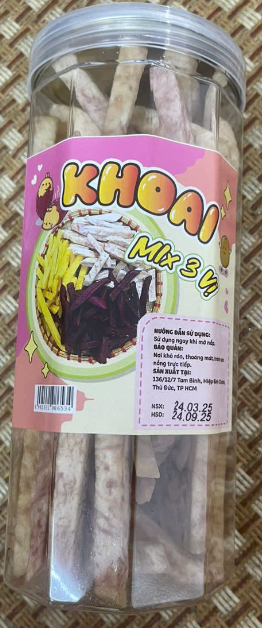 KHOAI
Mix 3 Vị
HƯỚNG DẪN SỬ DỤNG:
Sử dụng ngay khi mở nắp.
BẢO QUẢN:
Nơi khô ráo, thoáng mát, tránh ánh
nắng trực tiếp.
SẢN XUẤT TẠI:
136/12/7 Tam Bình, Hiệp Bình Chánh,
Thủ Đức, TP HCM
NSX: 24.03.25
HSD: 24.09.25